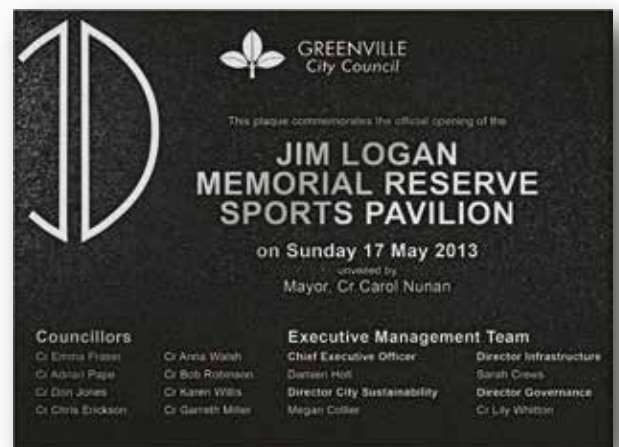 GREENVILLE
City Council
This plaque commemorates the official opening of the
JIM LOGAN
MEMORIAL RESERVE
SPORTS PAVILION
on Sunday 17 May 2013
unveiled by
Mayor, Cr Carol Nunan
Councillors
Cr Emma Fraser
Cr Adrian Pape
Cr Don Jones
Cr Chris Erickson
Cr Anna Walsh
Cr Bob Robinson
Cr Karen Willis
Cr Garreth Miller
Executive Management Team
Chief Executive Officer
Damien Holt
Director City Sustainability
Megan Collier
Director Infrastructure
Sarah Crews
Director Governance
Cr Lily Whitton